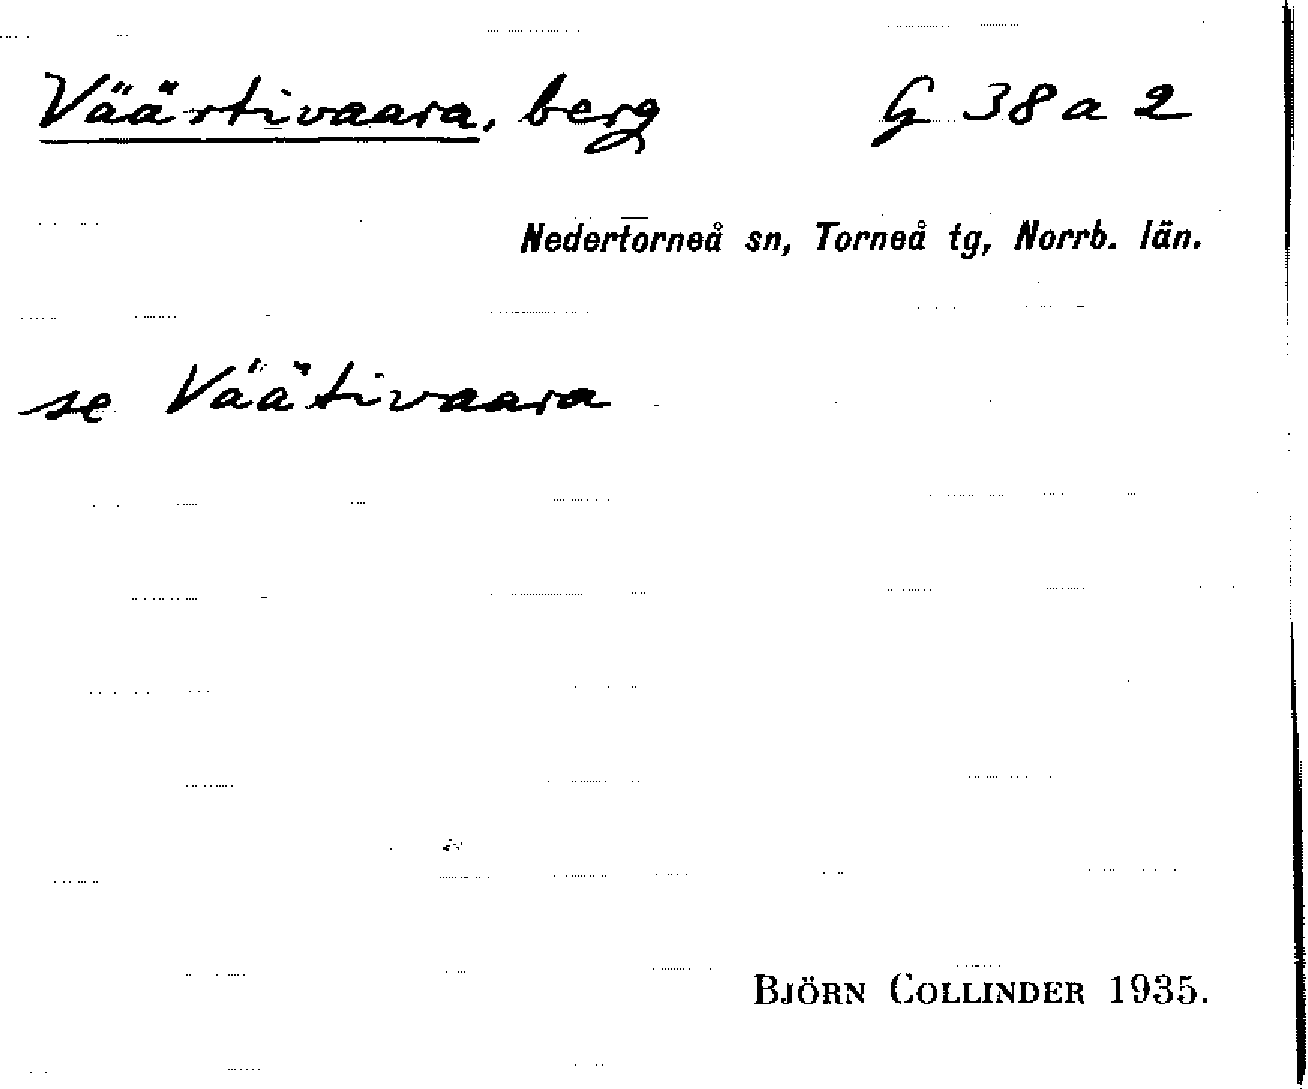 Väärtivaara, berg G 38 a 2
Nedertorneå sn, Torneå tg, Norrb. län.
se Väätivaara
BJÖRN COLLINDER 1935.